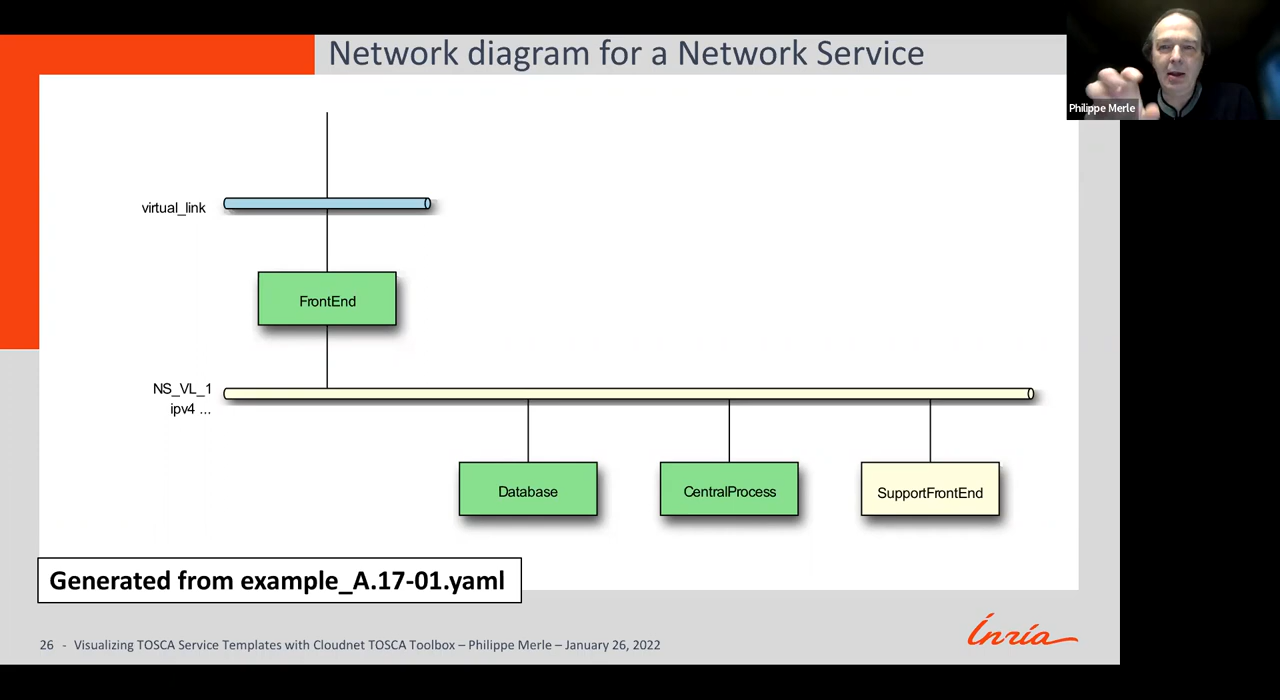 Network diagram for a Network Service
Philippe Merle
virtual_link
FrontEnd
NS_VL_1
ipv4 ...
Database
CentralProcess
SupportFrontEnd
Generated from example_A.17-01.yaml
26 - Visualizing TOSCA Service Templates with Cloudnet TOSCA Toolbox – Philippe Merle – January 26, 2022
Inria